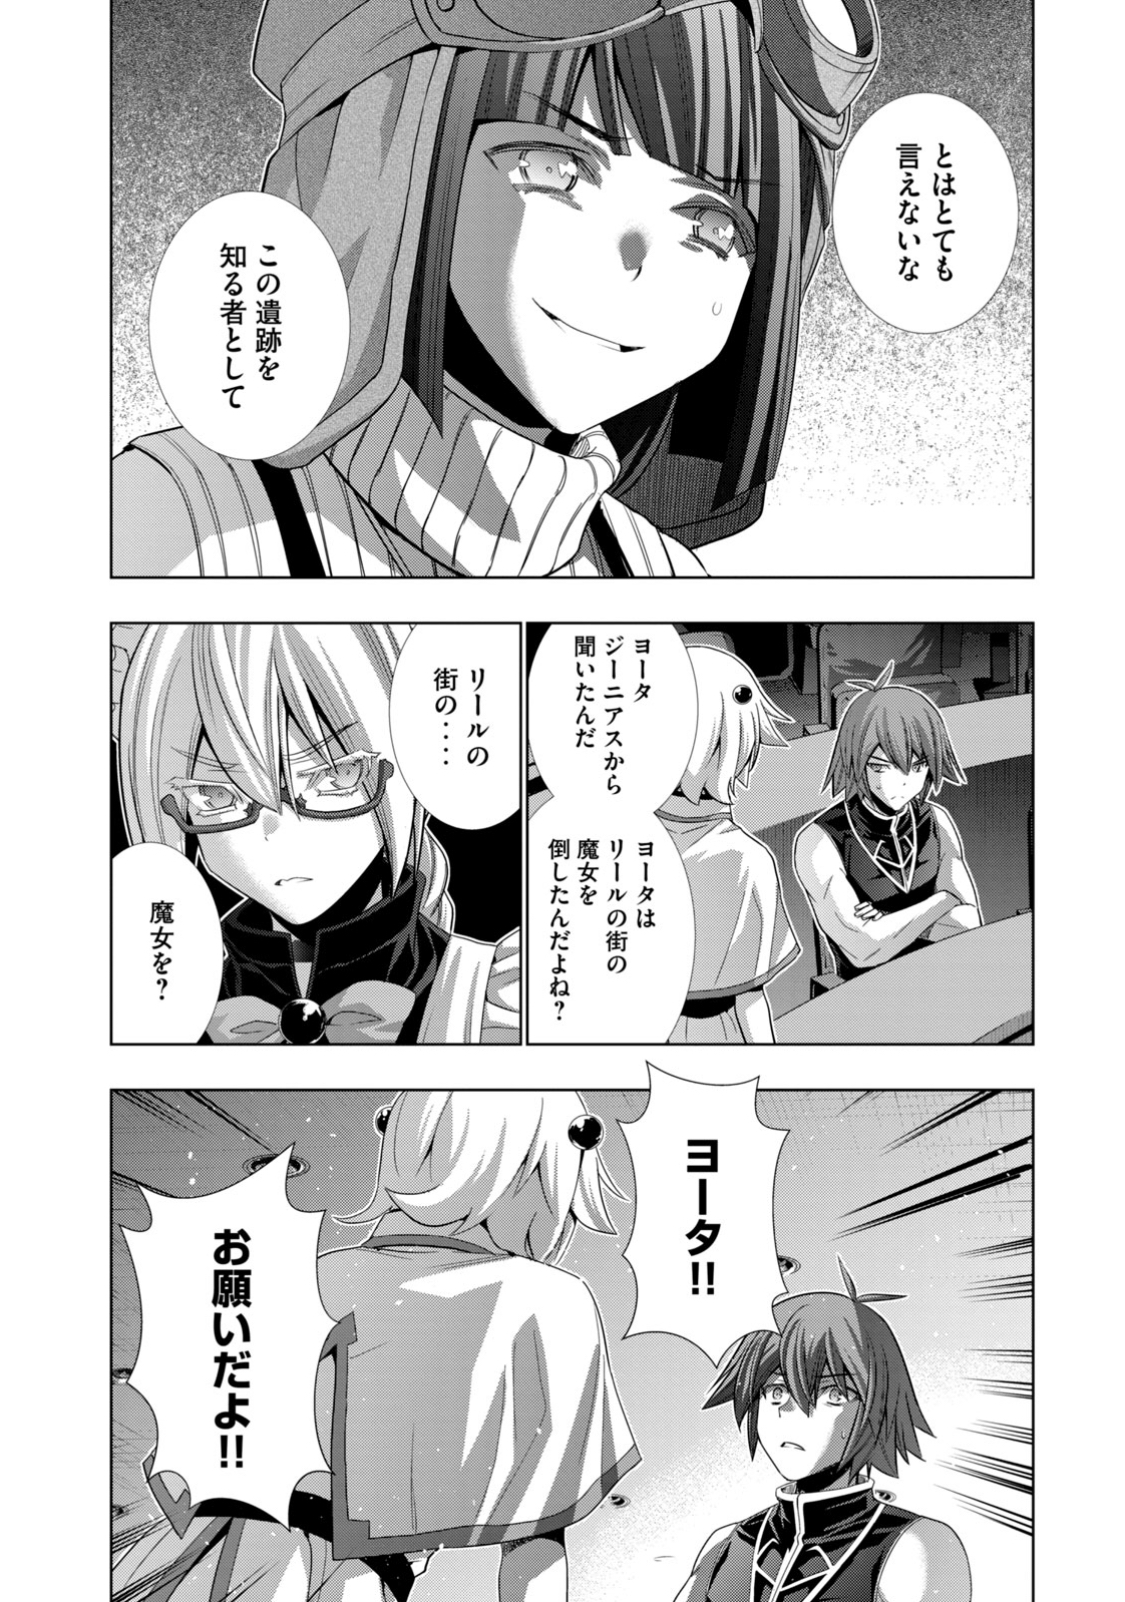 とはとても
言えないな
この遺跡を
知る者として
ヨータ
ジーニアスから
聞いたんだ
ヨータは
リールの街の
魔女を
倒したんだよね？
リールの
街の‥‥
魔女を？
ヨータ!!
お願いだよ!!